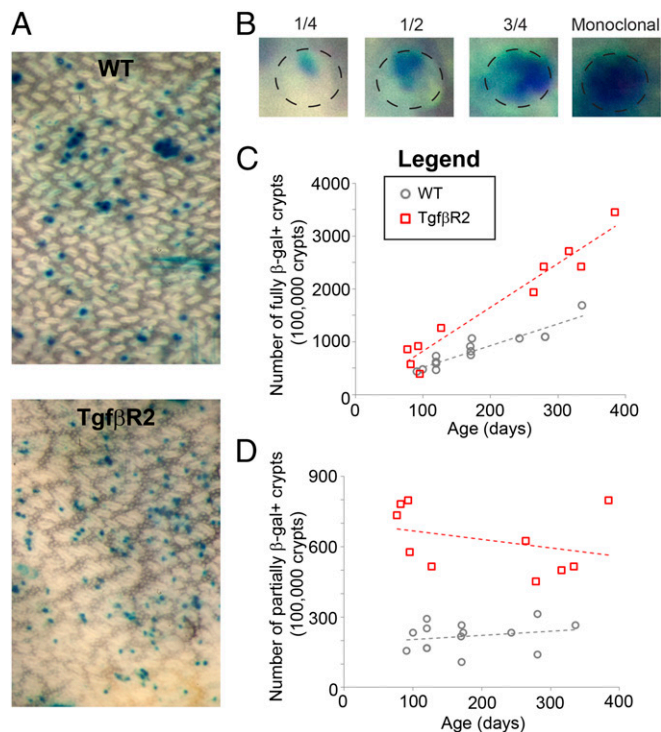 A
WT
TgfβR2
B
1/4 1/2 3/4 Monoclonal
C
Legend
WT
TgfβR2
Number of fully β-gal+ crypts
(100,000 crypts)
4000
3000
2000
1000
0
0 100 200 300 400
Age (days)
D
Number of partially β-gal+ crypts
(100,000 crypts)
900
600
300
0
0 100 200 300 400
Age (days)